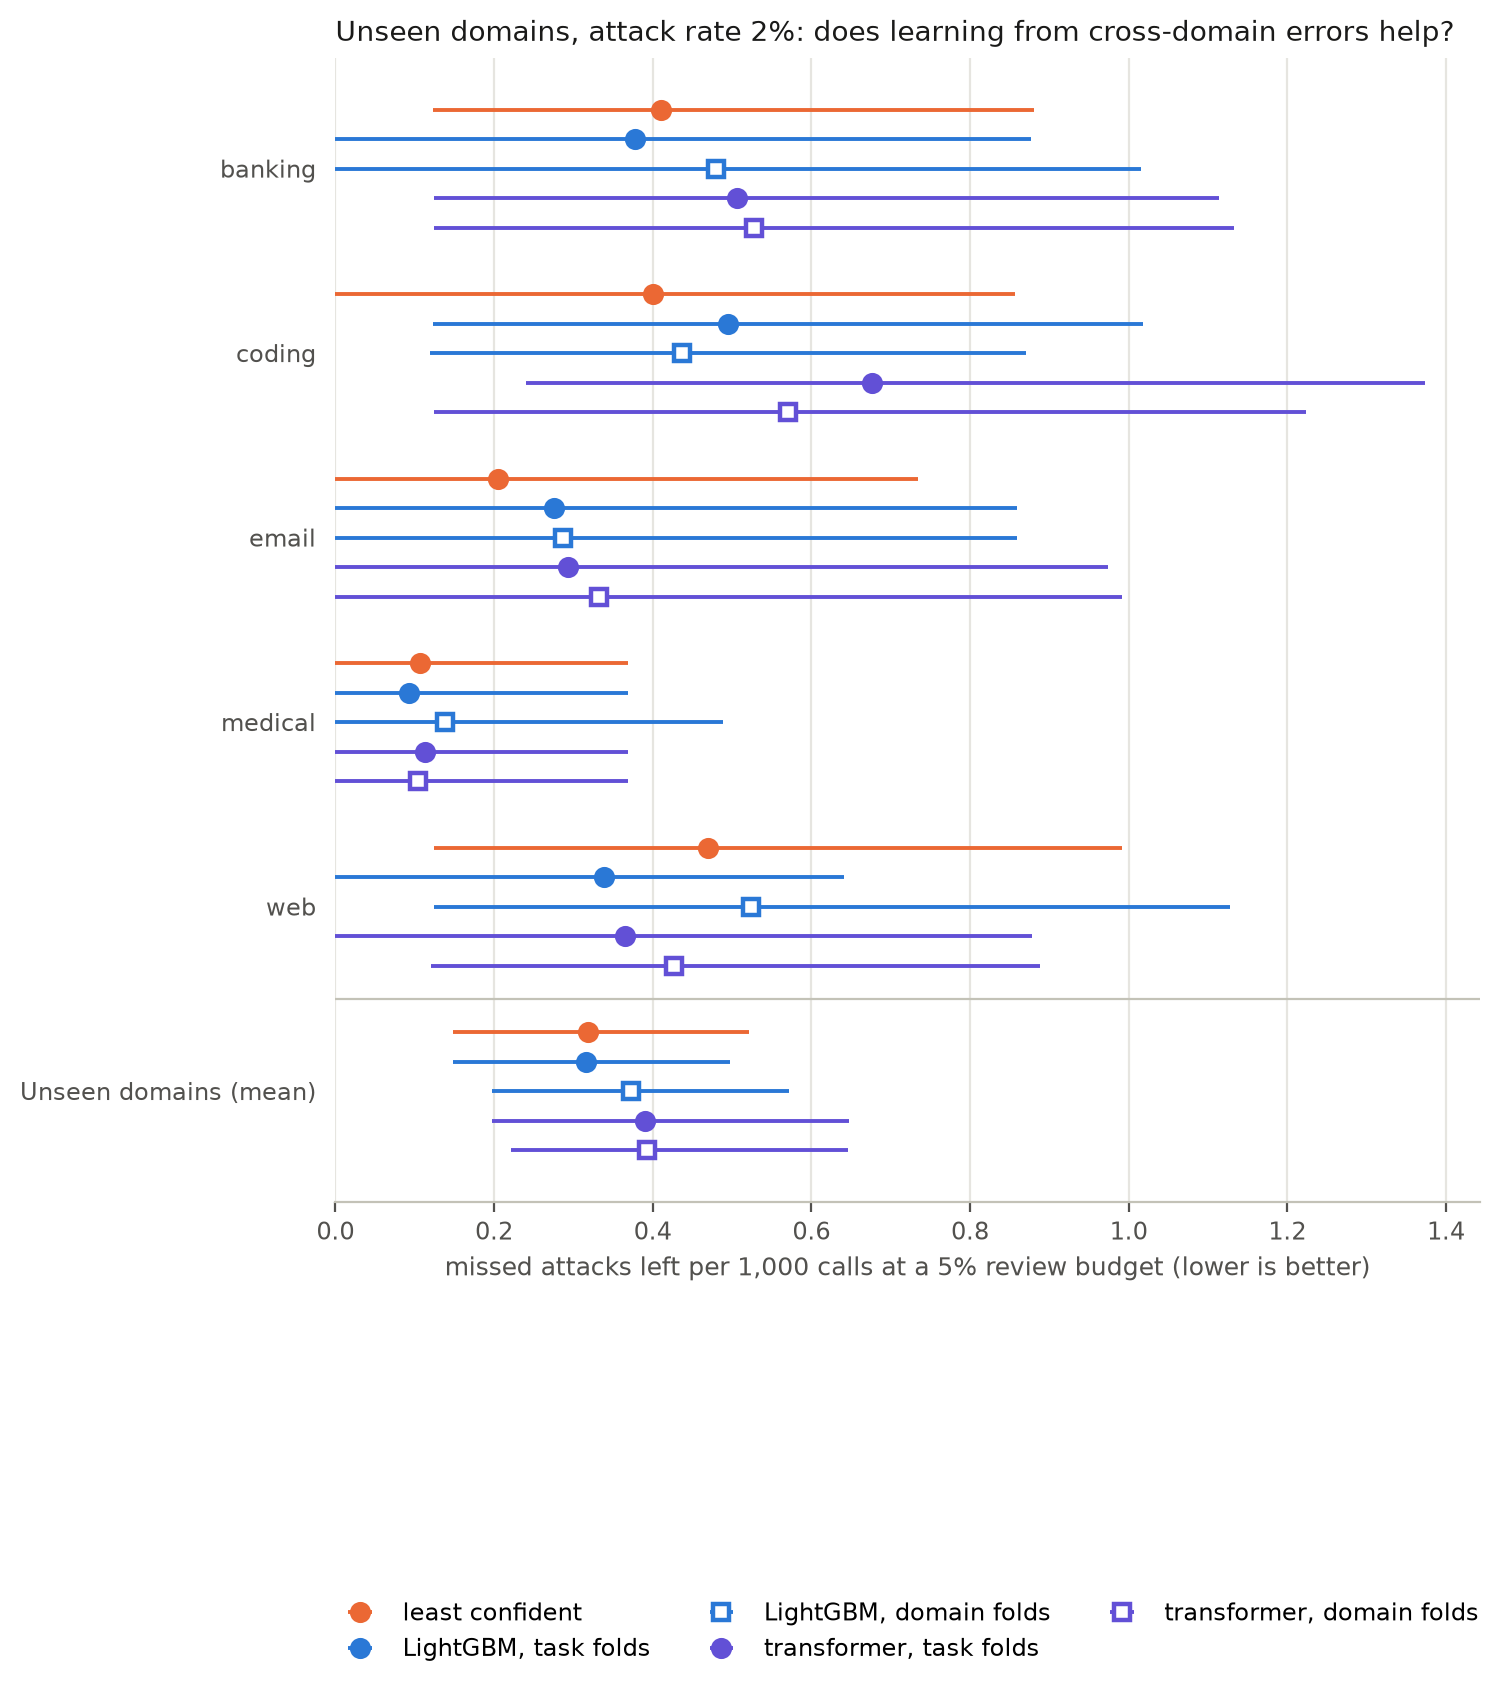 Unseen domains, attack rate 2%: does learning from cross-domain errors help?
banking
coding
email
medical
web
Unseen domains (mean)
0.0 0.2 0.4 0.6 0.8 1.0 1.2 1.4
missed attacks left per 1,000 calls at a 5% review budget (lower is better)
least confident LightGBM, domain folds transformer, domain folds
LightGBM, task folds transformer, task folds